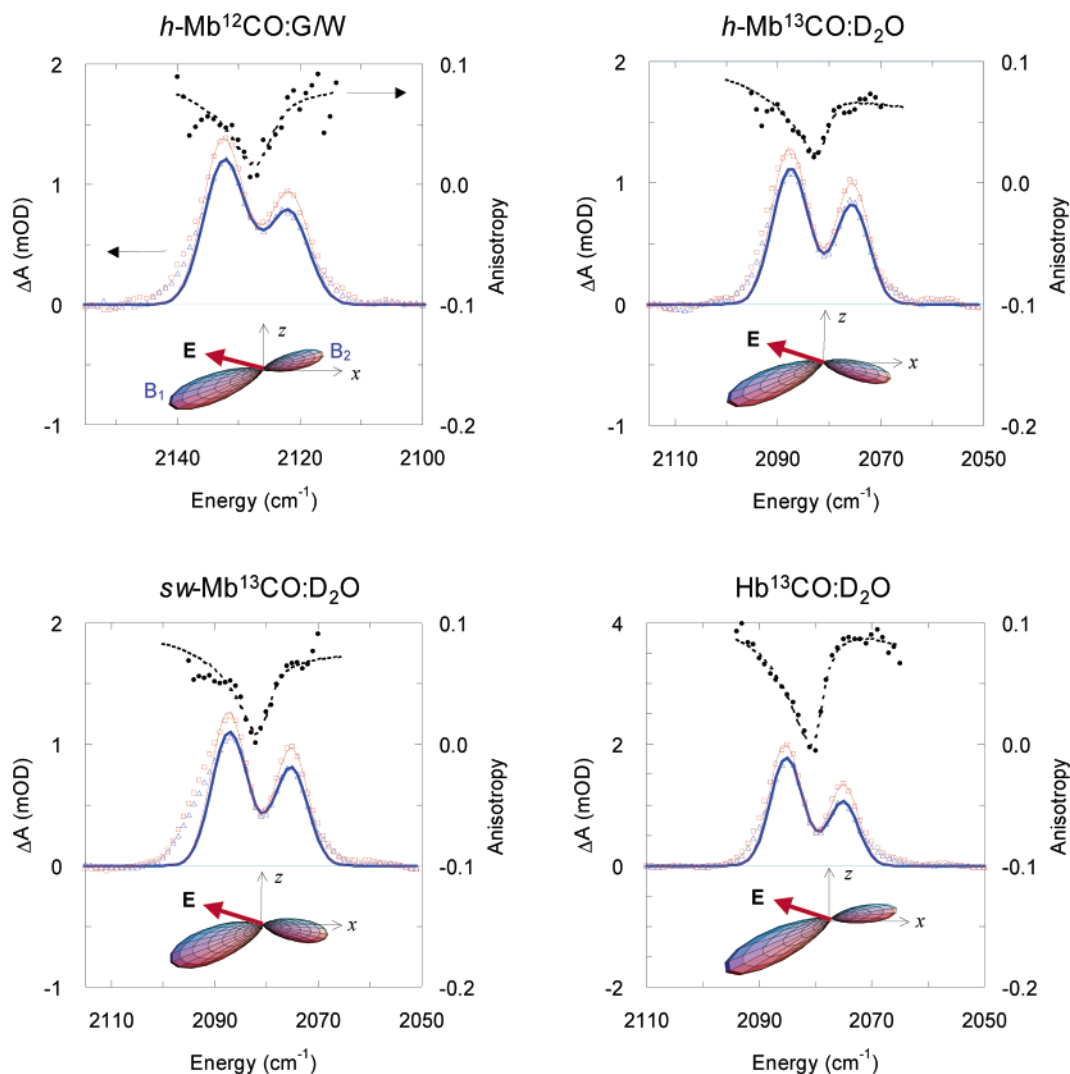 h-Mb¹²CO:G/W
2
1
0
-1
ΔA (mOD)
0.1
0.0
-0.1
-0.2
Anisotropy
E
z
x
B₁
B₂
2140
2120
2100
Energy (cm⁻¹)
h-Mb¹³CO:D₂O
2
1
0
-1
ΔA (mOD)
0.1
0.0
-0.1
-0.2
Anisotropy
E
z
x
2110
2090
2070
2050
Energy (cm⁻¹)
sw-Mb¹³CO:D₂O
2
1
0
-1
ΔA (mOD)
0.1
0.0
-0.1
-0.2
Anisotropy
E
z
x
2110
2090
2070
2050
Energy (cm⁻¹)
Hb¹³CO:D₂O
4
2
0
-2
ΔA (mOD)
0.1
0.0
-0.1
-0.2
Anisotropy
E
z
x
2110
2090
2070
2050
Energy (cm⁻¹)